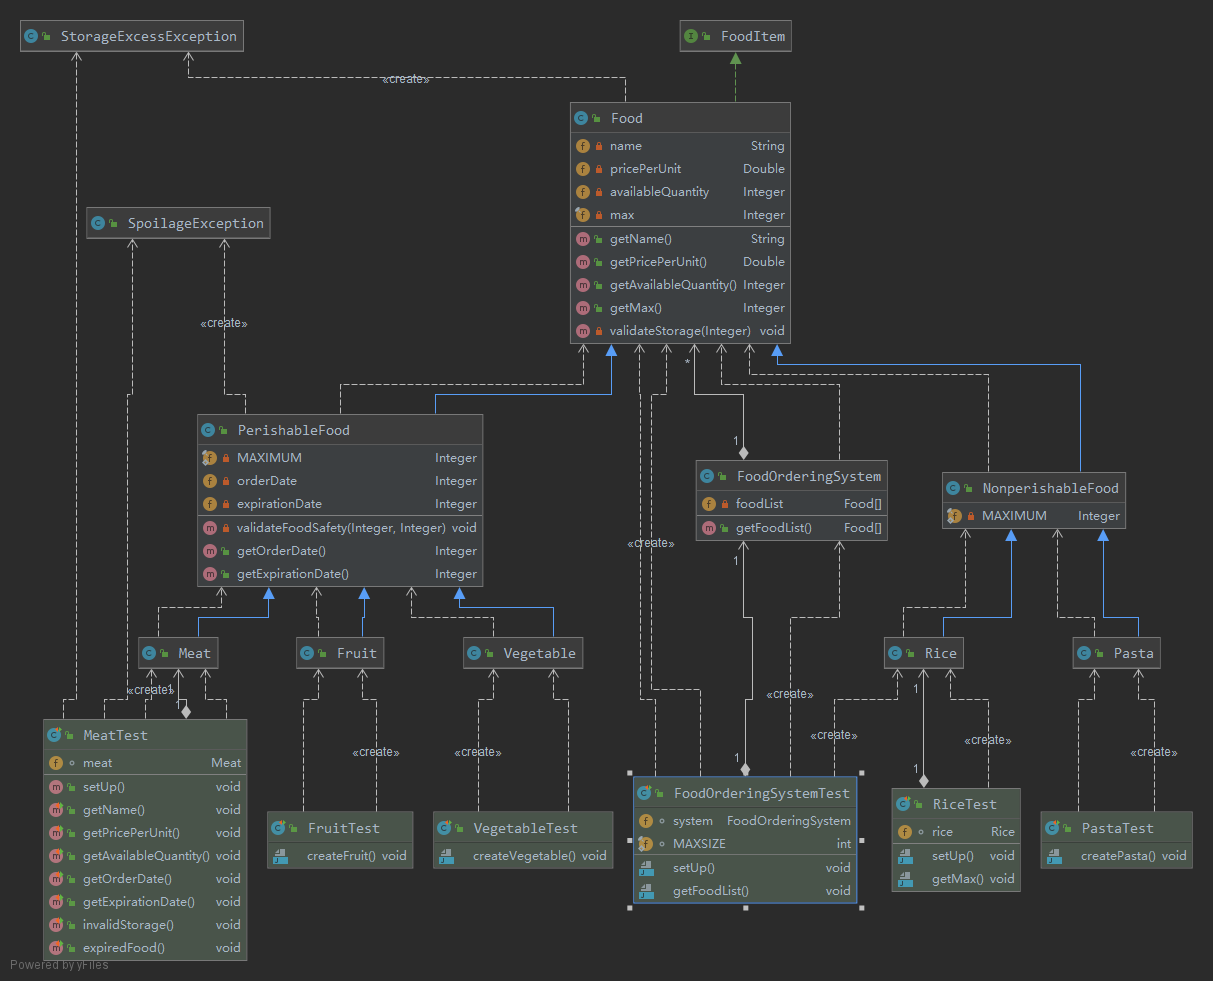 StorageExcessException
FoodItem
«create»
Food
name String
pricePerUnit Double
availableQuantity Integer
max Integer
getName() String
getPricePerUnit() Double
getAvailableQuantity() Integer
getMax() Integer
validateStorage(Integer) void
SpoilageException
«create»
*
1
PerishableFood
MAXIMUM Integer
orderDate Integer
expirationDate Integer
validateFoodSafety(Integer, Integer) void
getOrderDate() Integer
getExpirationDate() Integer
FoodOrderingSystem
foodList Food[]
getFoodList() Food[]
NonperishableFood
MAXIMUM Integer
«create»
1
Meat
Fruit
Vegetable
Rice
Pasta
«create»
1
1
«create»
1
«create»
«create»
«create»
«create»
«create»
1
1
MeatTest
meat Meat
setUp() void
getName() void
getPricePerUnit() void
getAvailableQuantity() void
getOrderDate() void
getExpirationDate() void
invalidStorage() void
expiredFood() void
FruitTest
createFruit() void
VegetableTest
createVegetable() void
FoodOrderingSystemTest
system FoodOrderingSystem
MAXSIZE int
setUp() void
getFoodList() void
RiceTest
rice Rice
setUp() void
getMax() void
PastaTest
createPasta() void
Powered by yFiles